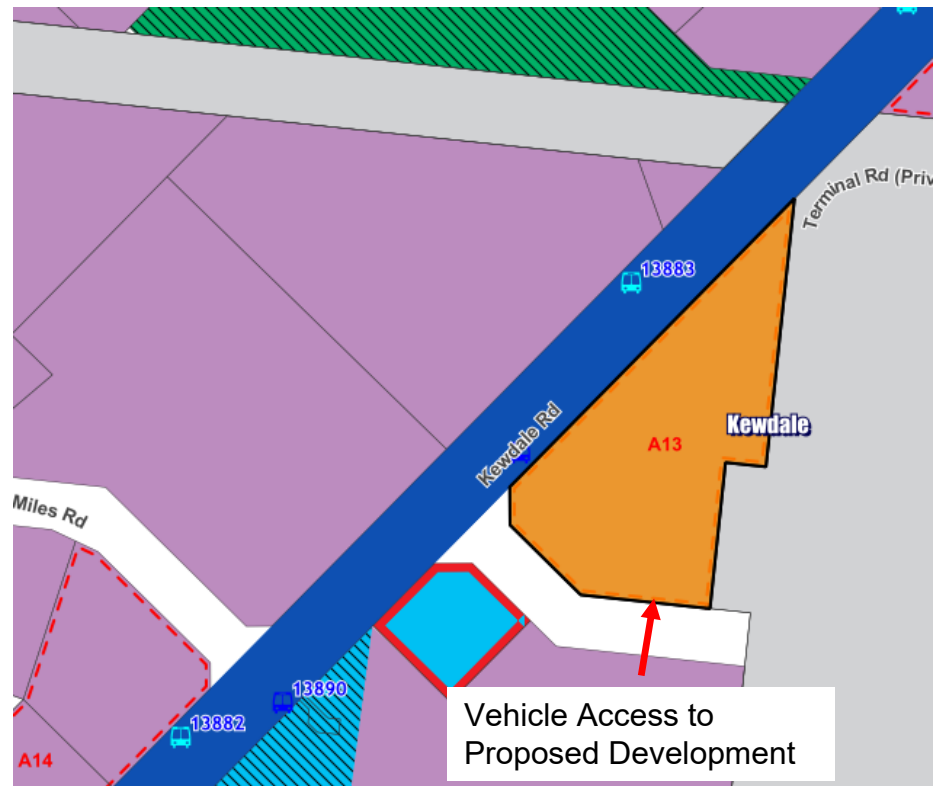 Terminal Rd (Priv
13883
Kewdale Rd
Kewdale
A13
Miles Rd
13890
13882
A14
Vehicle Access to
Proposed Development